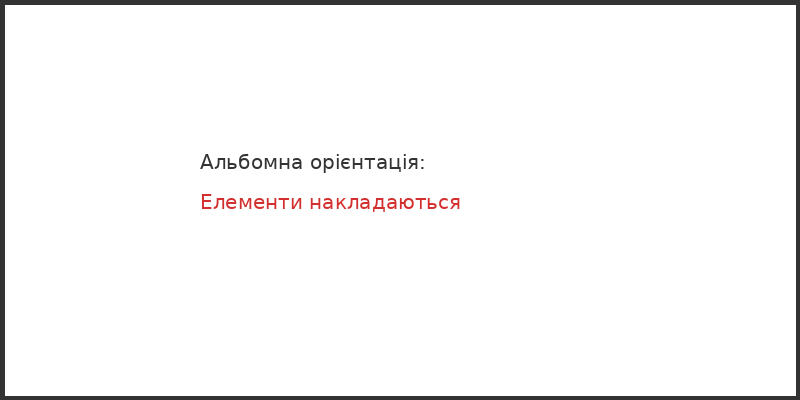 Альбомна орієнтація:
Елементи накладаються